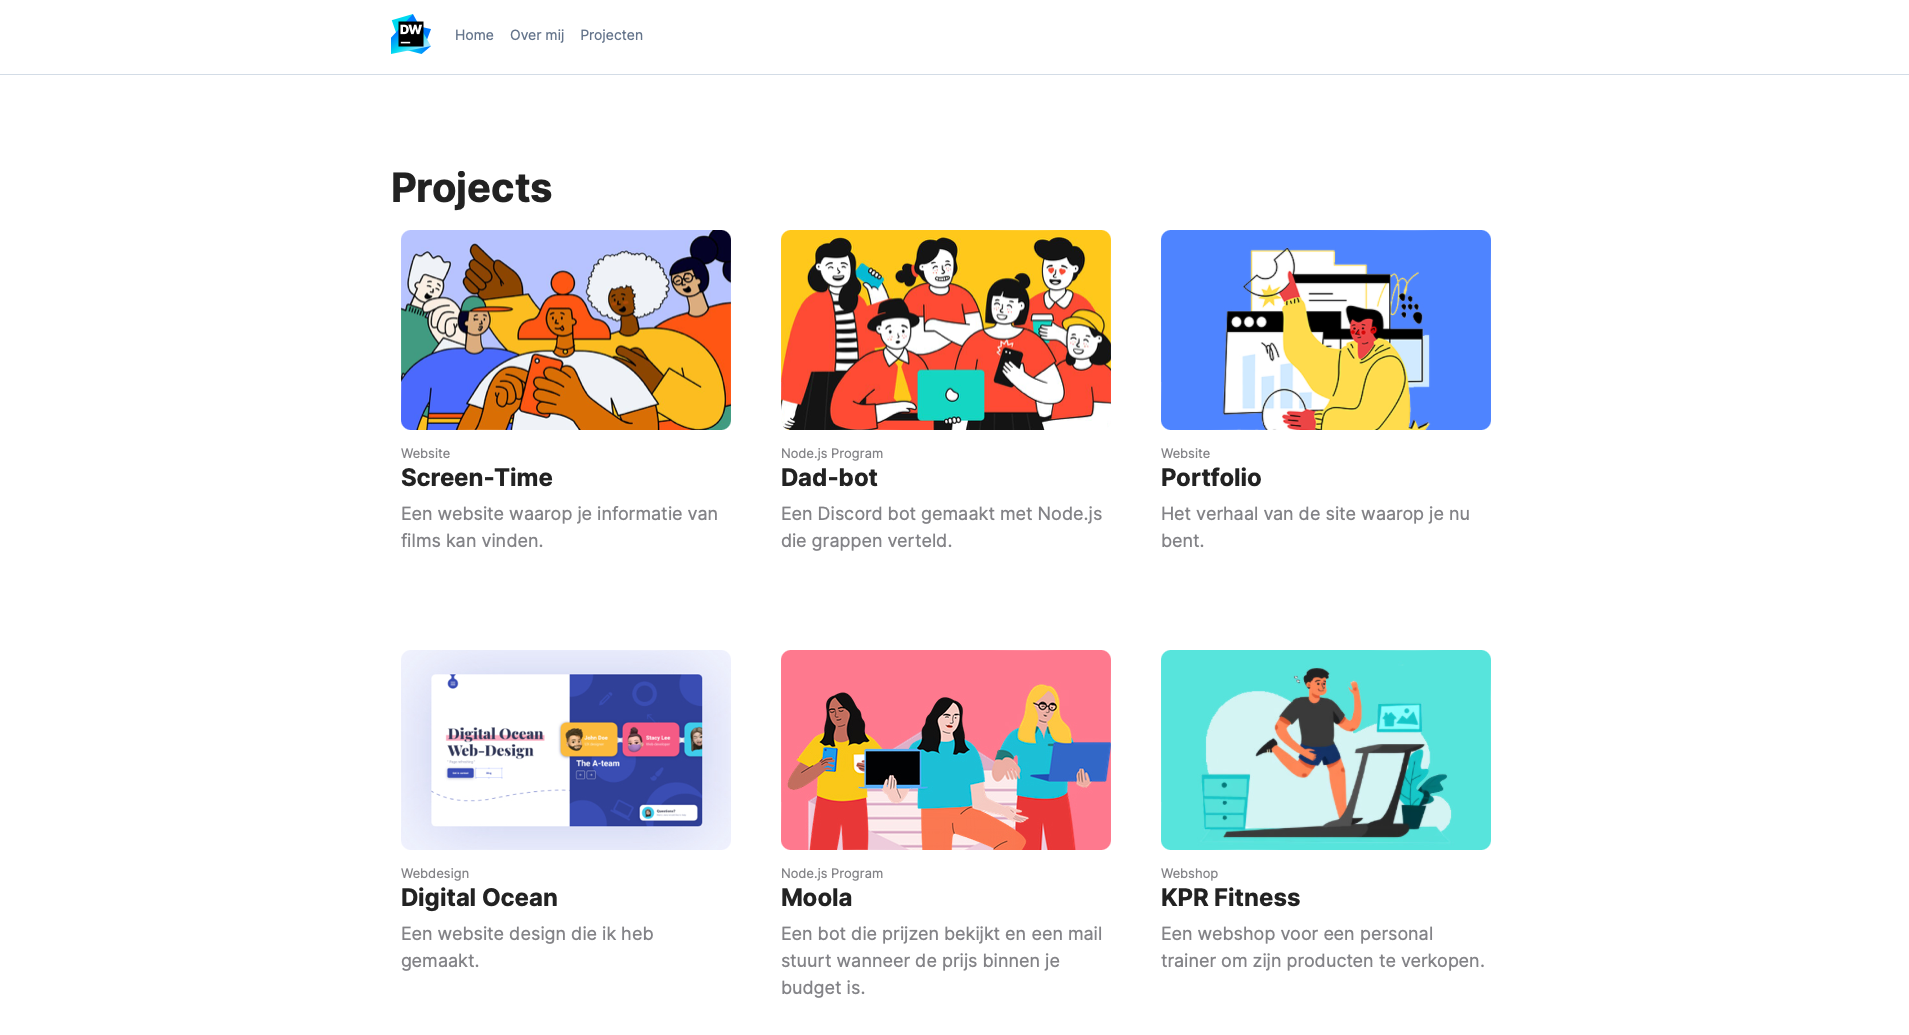 DW
Home Over mij Projecten
Projects
Website
Screen-Time
Een website waarop je informatie van
films kan vinden.
Node.js Program
Dad-bot
Een Discord bot gemaakt met Node.js
die grappen verteld.
Website
Portfolio
Het verhaal van de site waarop je nu
bent.
Digital Ocean
Web-Design
John Doe
Stacy Lee
The A-team
Questions?
Webdesign
Digital Ocean
Een website design die ik heb
gemaakt.
Node.js Program
Moola
Een bot die prijzen bekijkt en een mail
stuurt wanneer de prijs binnen je
budget is.
Webshop
KPR Fitness
Een webshop voor een personal
trainer om zijn producten te verkopen.